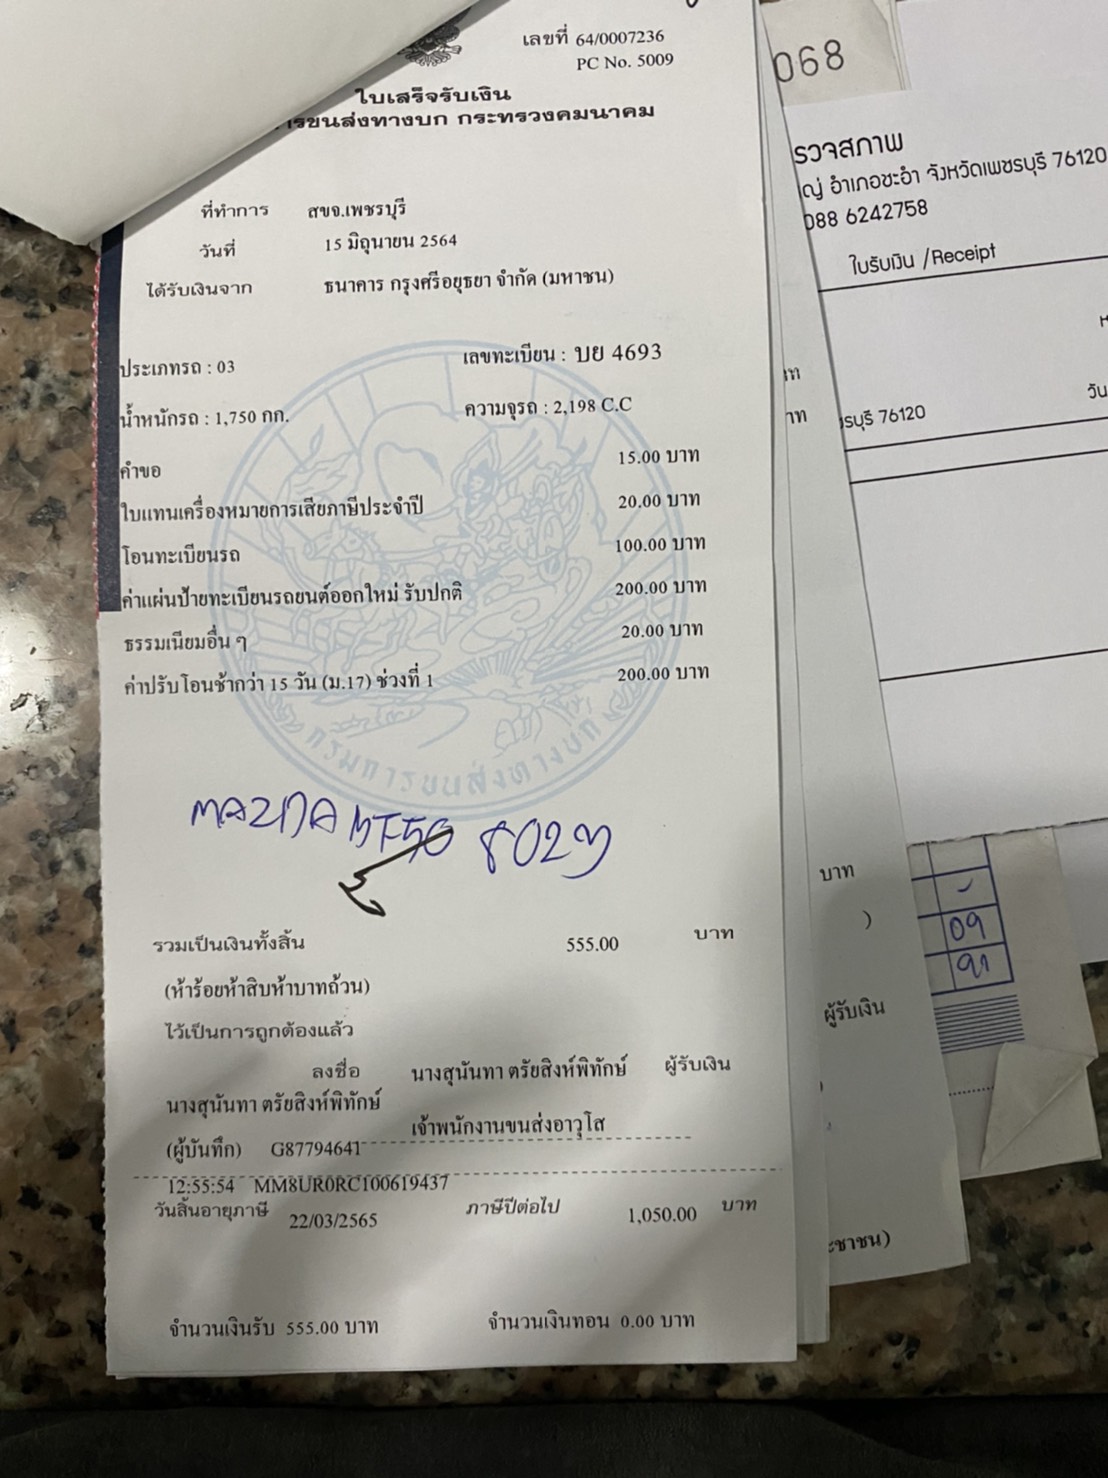 เลขที่ 64/0007236
PC No. 5009
ใบเสร็จรับเงิน
การขนส่งทางบก กระทรวงคมนาคม
ที่ทำการ สขจ.เพชรบุรี
วันที่ 15 มิถุนายน 2564
ได้รับเงินจาก ธนาคาร กรุงศรีอยุธยา จำกัด (มหาชน)
ประเภทรถ : 03 เลขทะเบียน : บย 4693
น้ำหนักรถ : 1,750 กก. ความจุรถ : 2,198 C.C
คำขอ 15.00 บาท
ใบแทนเครื่องหมายการเสียภาษีประจำปี 20.00 บาท
โอนทะเบียนรถ 100.00 บาท
ค่าแผ่นป้ายทะเบียนรถยนต์ออกใหม่ รับปกติ 200.00 บาท
ธรรมเนียมอื่น ๆ 20.00 บาท
ค่าปรับโอนช้ากว่า 15 วัน (ม.17) ช่วงที่ 1 200.00 บาท
กรมการขนส่งทางบก
MAZDA
รวมเป็นเงินทั้งสิ้น 555.00 บาท
(ห้าร้อยห้าสิบห้าบาทถ้วน)
ไว้เป็นการถูกต้องแล้ว
ลงชื่อ นางสุนันทา ตรัยสิงห์พิทักษ์ ผู้รับเงิน
นางสุนันทา ตรัยสิงห์พิทักษ์
เจ้าพนักงานขนส่งอาวุโส
(ผู้บันทึก) G87794641
12:55:54 MM8UR0RC100619437
วันสิ้นอายุภาษี 22/03/2565 ภาษีปีต่อไป 1,050.00 บาท
จำนวนเงินรับ 555.00 บาท จำนวนเงินทอน 0.00 บาท
068
รวจสภาพ
ญ่ อำเภอชะอำ จังหวัดเพชรบุรี 76120
088 6242758
ใบรับเงิน /Receipt
วัน
รบุรี 76120
บาท
)
09
ผู้รับเงิน
ะชาชน)